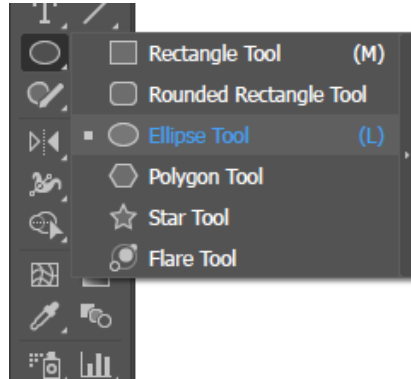 Rectangle Tool (M)
Rounded Rectangle Tool
Ellipse Tool (L)
Polygon Tool
Star Tool
Flare Tool